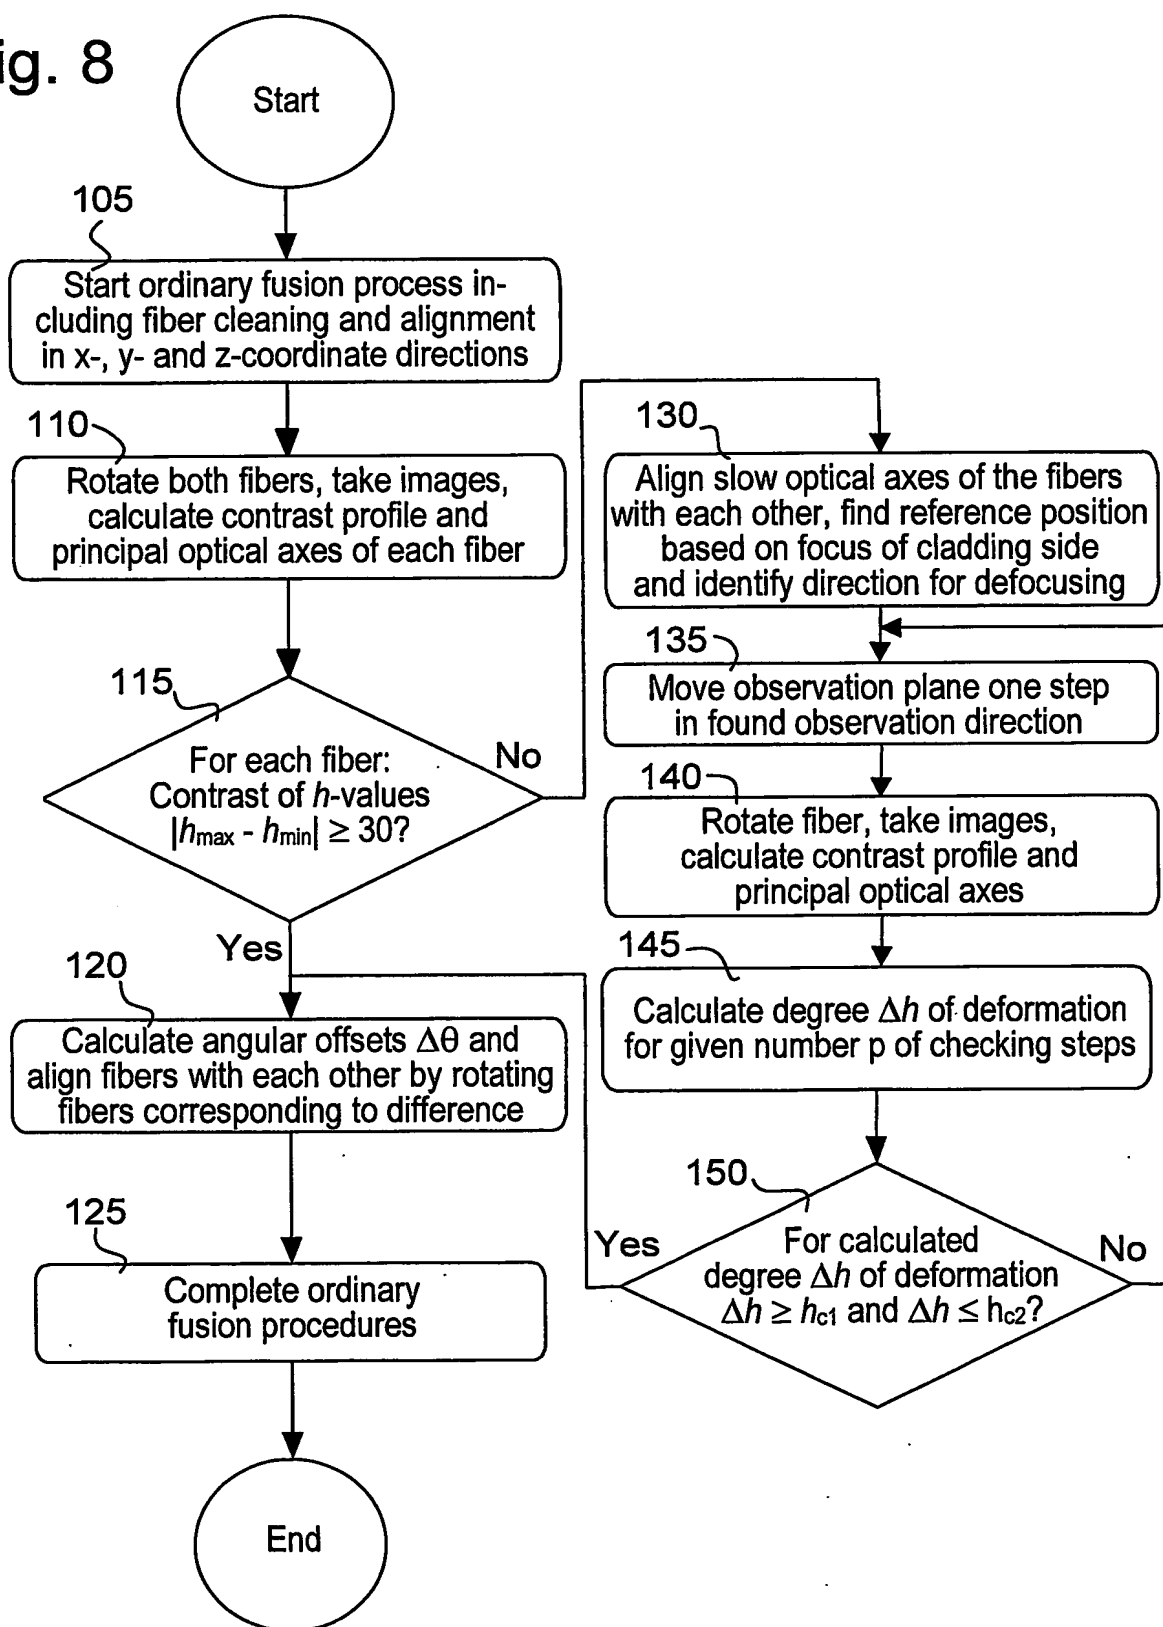 ig. 8
Start
105
Start ordinary fusion process in-
cluding fiber cleaning and alignment
in x-, y- and z-coordinate directions
110
Rotate both fibers, take images,
calculate contrast profile and
principal optical axes of each fiber
115
For each fiber:
Contrast of h-values
|hmax - hmin| ≥ 30?
No
Yes
120
Calculate angular offsets Δθ and
align fibers with each other by rotating
fibers corresponding to difference
125
Complete ordinary
fusion procedures
End
130
Align slow optical axes of the fibers
with each other, find reference position
based on focus of cladding side
and identify direction for defocusing
135
Move observation plane one step
in found observation direction
140
Rotate fiber, take images,
calculate contrast profile and
principal optical axes
145
Calculate degree Δh of deformation
for given number p of checking steps
150
For calculated
degree Δh of deformation
Δh ≥ hc1 and Δh ≤ hc2?
Yes
No